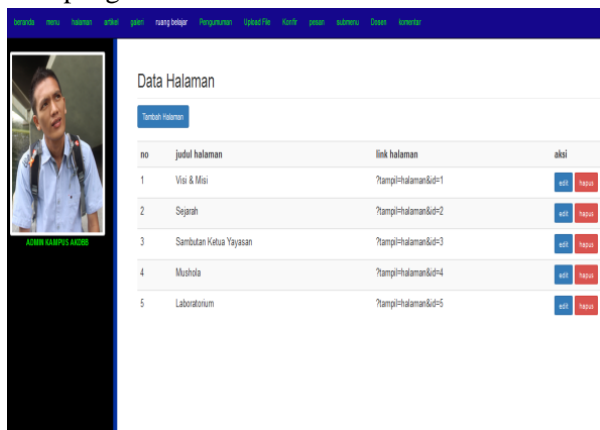 beranda menu halaman artikel galeri ruang belajar Pengumuman Upload File Konfir pesan submenu Dosen komentar
Data Halaman
Tambah Halaman
no judul halaman link halaman aksi
1 Visi & Misi ?tampil=halaman&id=1 edit hapus
2 Sejarah ?tampil=halaman&id=2 edit hapus
3 Sambutan Ketua Yayasan ?tampil=halaman&id=3 edit hapus
4 Mushola ?tampil=halaman&id=4 edit hapus
5 Laboratorium ?tampil=halaman&id=5 edit hapus
ADMIN KAMPUS AKDBB